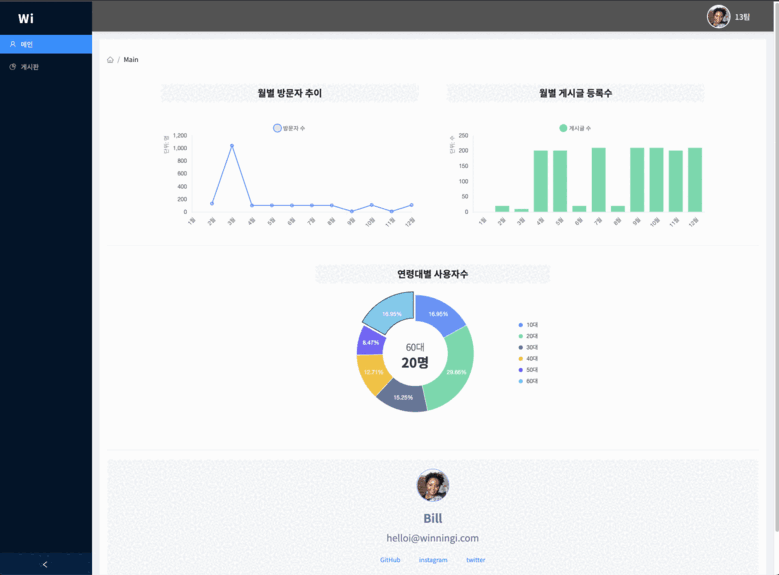 Wi
13팀
메인
게시판
/ Main
월별 방문자 추이
월별 게시글 등록수
방문자 수
게시글 수
단위: 명
1,200
1,000
800
600
400
200
0
1월
2월
3월
4월
5월
6월
7월
8월
9월
10월
11월
12월
단위: 수
250
200
150
100
50
0
1월
2월
3월
4월
5월
6월
7월
8월
9월
10월
11월
12월
연령대별 사용자수
16.95%
16.95%
8.47%
12.71%
15.25%
29.66%
60대
20명
10대
20대
30대
40대
50대
60대
Bill
helloi@winningi.com
GitHub
instagram
twitter